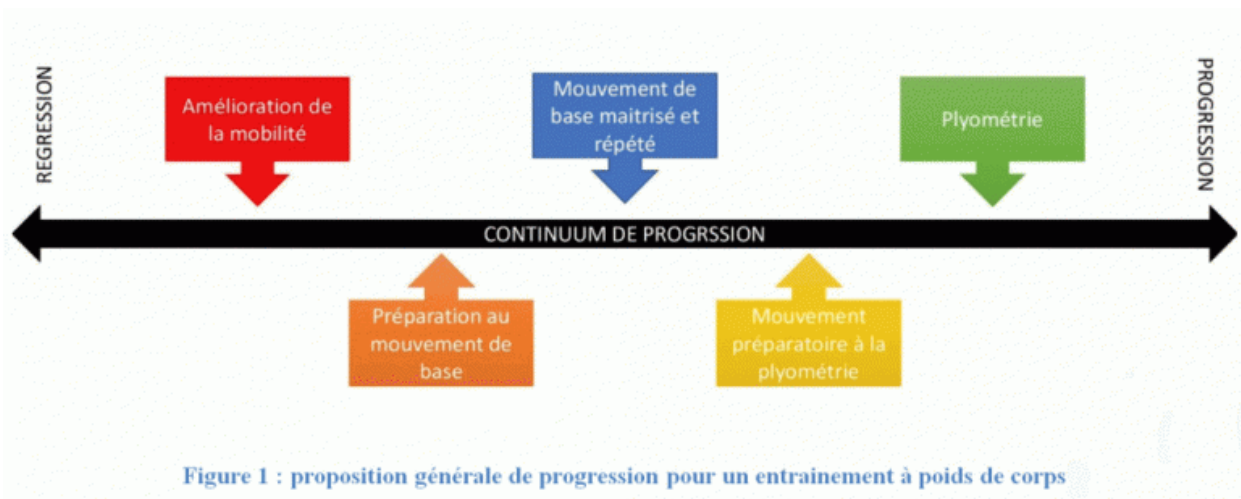 REGRESSION
Amélioration de
la mobilité
Mouvement de
base maitrisé et
répété
Plyométrie
PROGRESSION
CONTINUUM DE PROGRSSION
Préparation au
mouvement de
base
Mouvement
préparatoire à la
plyométrie
Figure 1 : proposition générale de progression pour un entrainement à poids de corps